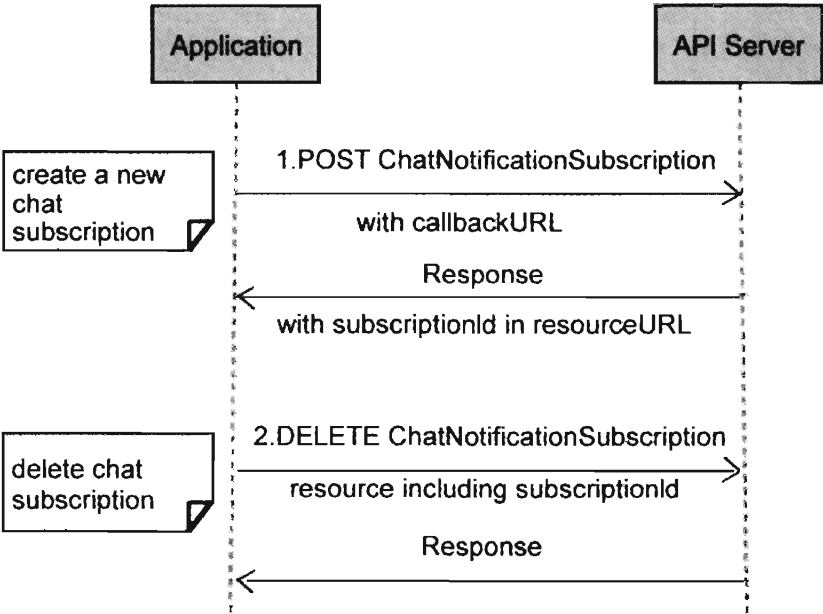 Application
API Server
create a new
chat
subscription
1.POST ChatNotificationSubscription
with callbackURL
Response
with subscriptionId in resourceURL
delete chat
subscription
2.DELETE ChatNotificationSubscription
resource including subscriptionId
Response